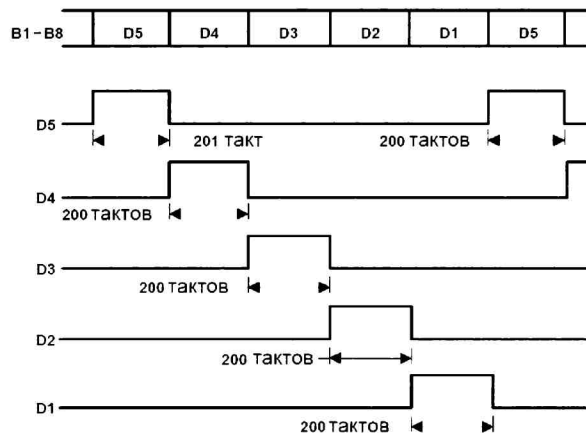 B1–B8 D5 D4 D3 D2 D1 D5
D5 201 такт 200 тактов
D4
200 тактов
D3
200 тактов
D2
200 тактов
D1
200 тактов